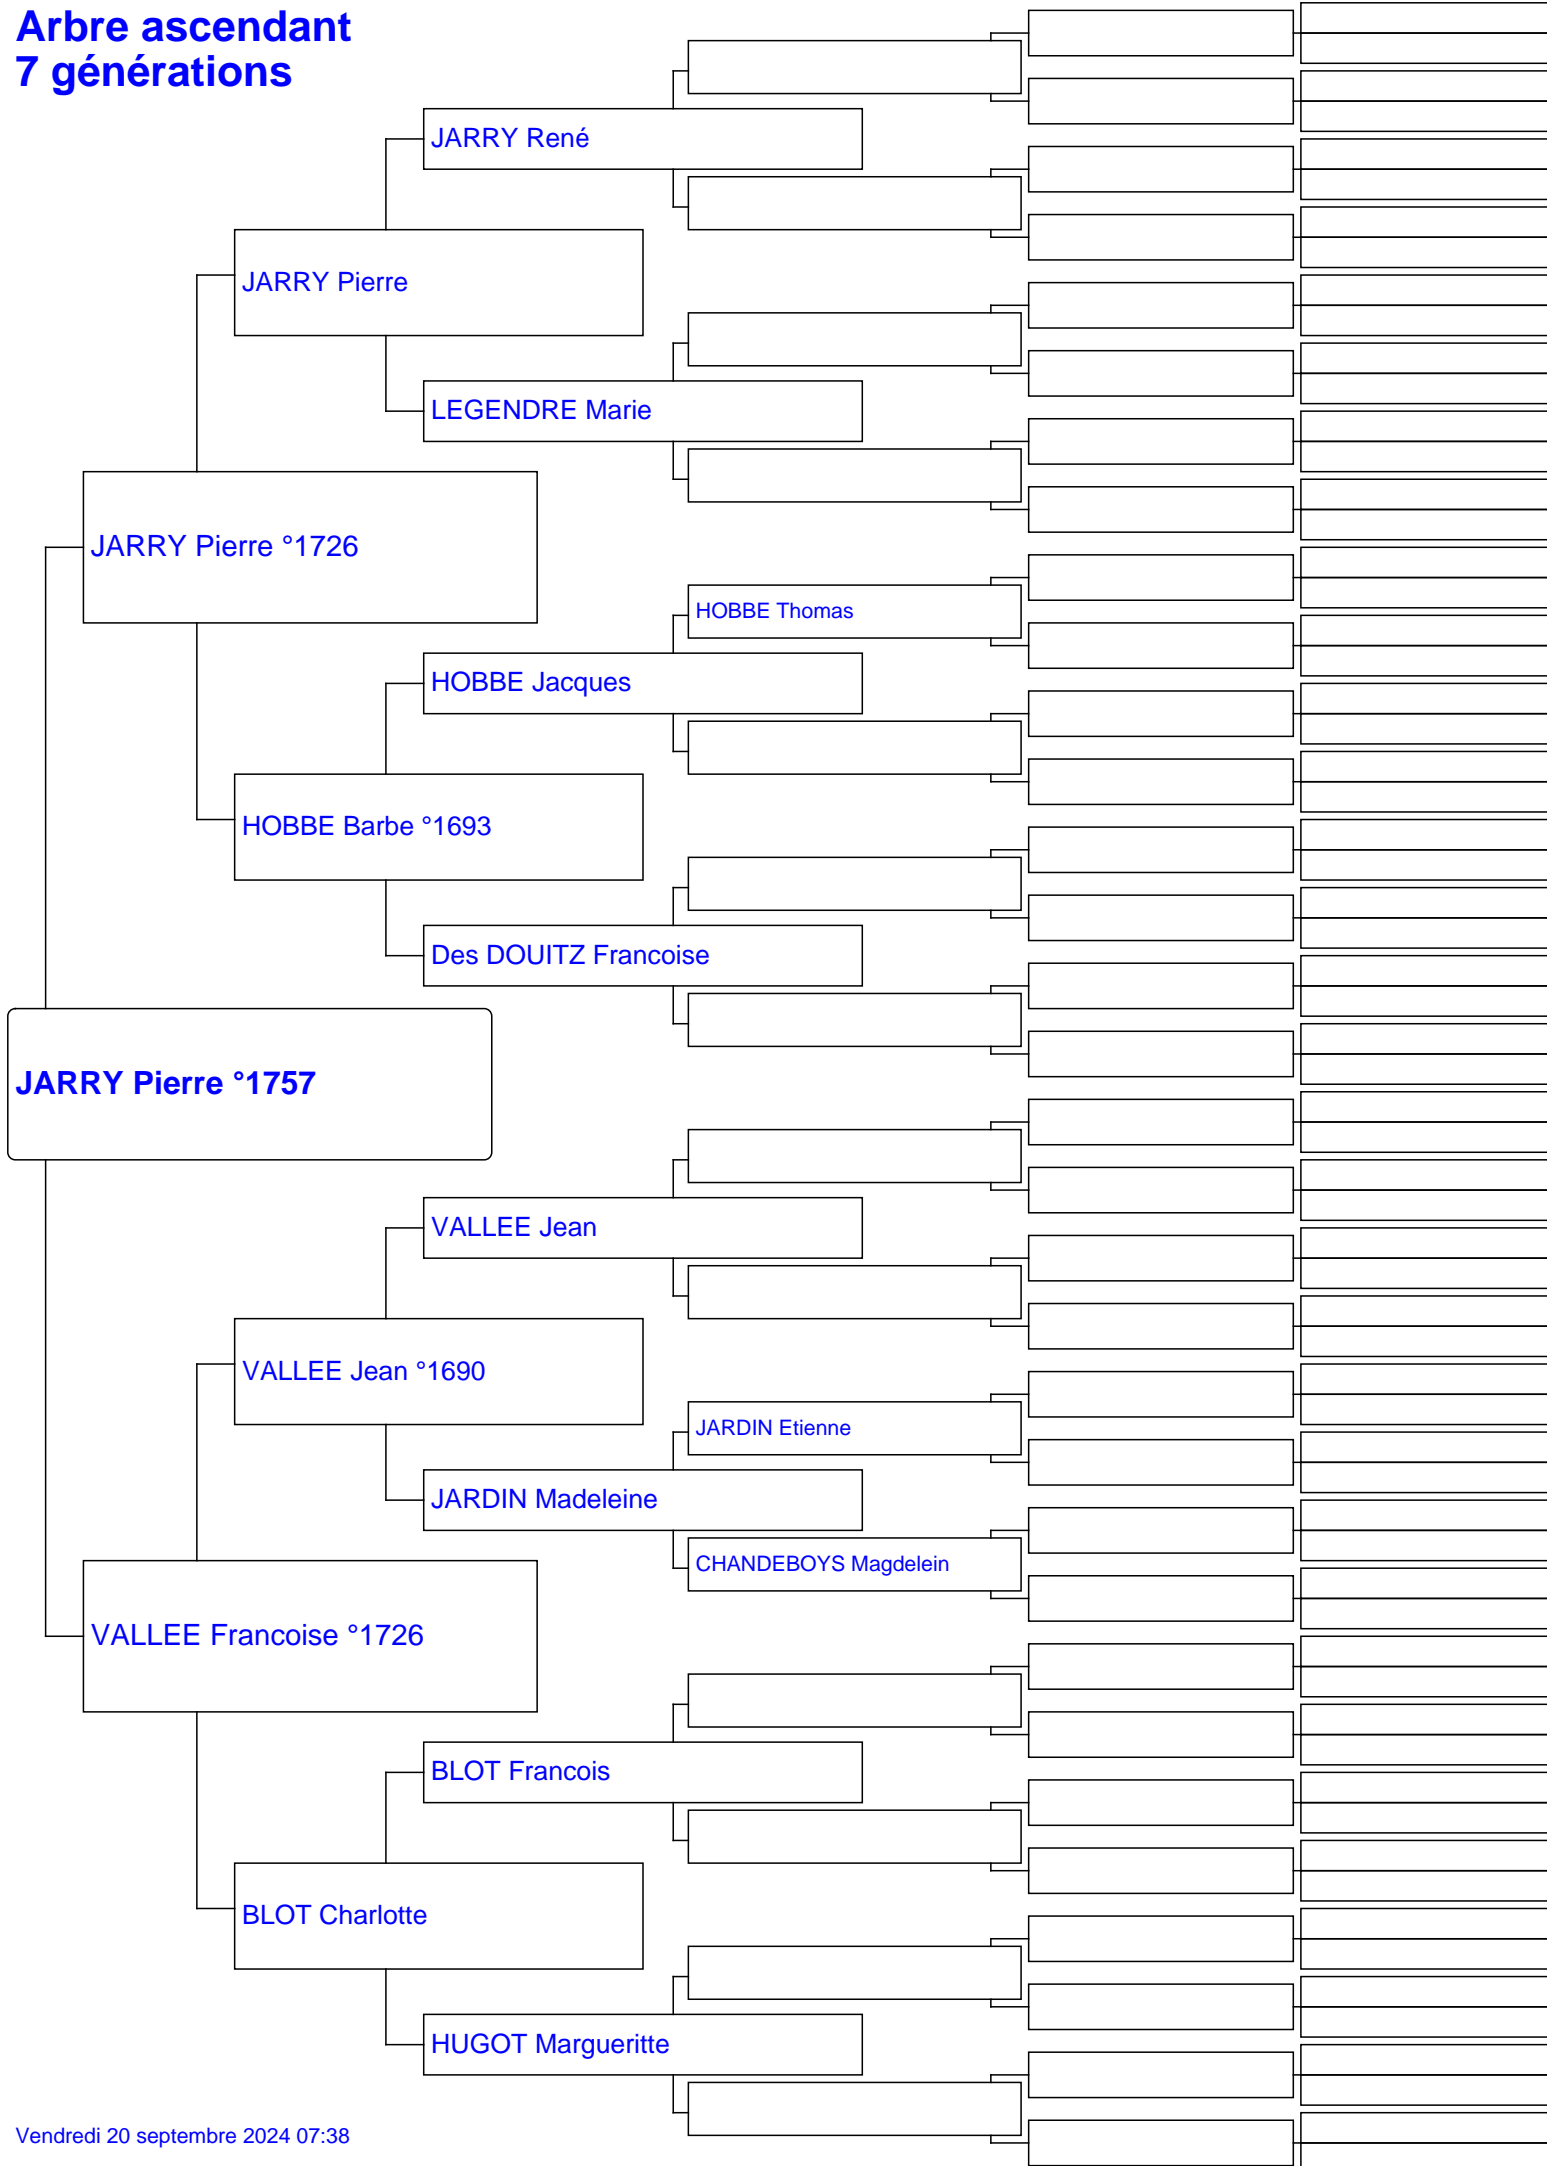 Arbre ascendant
7 générations
JARRY René
JARRY Pierre
LEGENDRE Marie
JARRY Pierre °1726
HOBBE Thomas
HOBBE Jacques
HOBBE Barbe °1693
Des DOUITZ Francoise
JARRY Pierre °1757
VALLEE Jean
VALLEE Jean °1690
JARDIN Etienne
JARDIN Madeleine
CHANDEBOYS Magdelein
VALLEE Francoise °1726
BLOT Francois
BLOT Charlotte
HUGOT Margueritte
Vendredi 20 septembre 2024 07:38